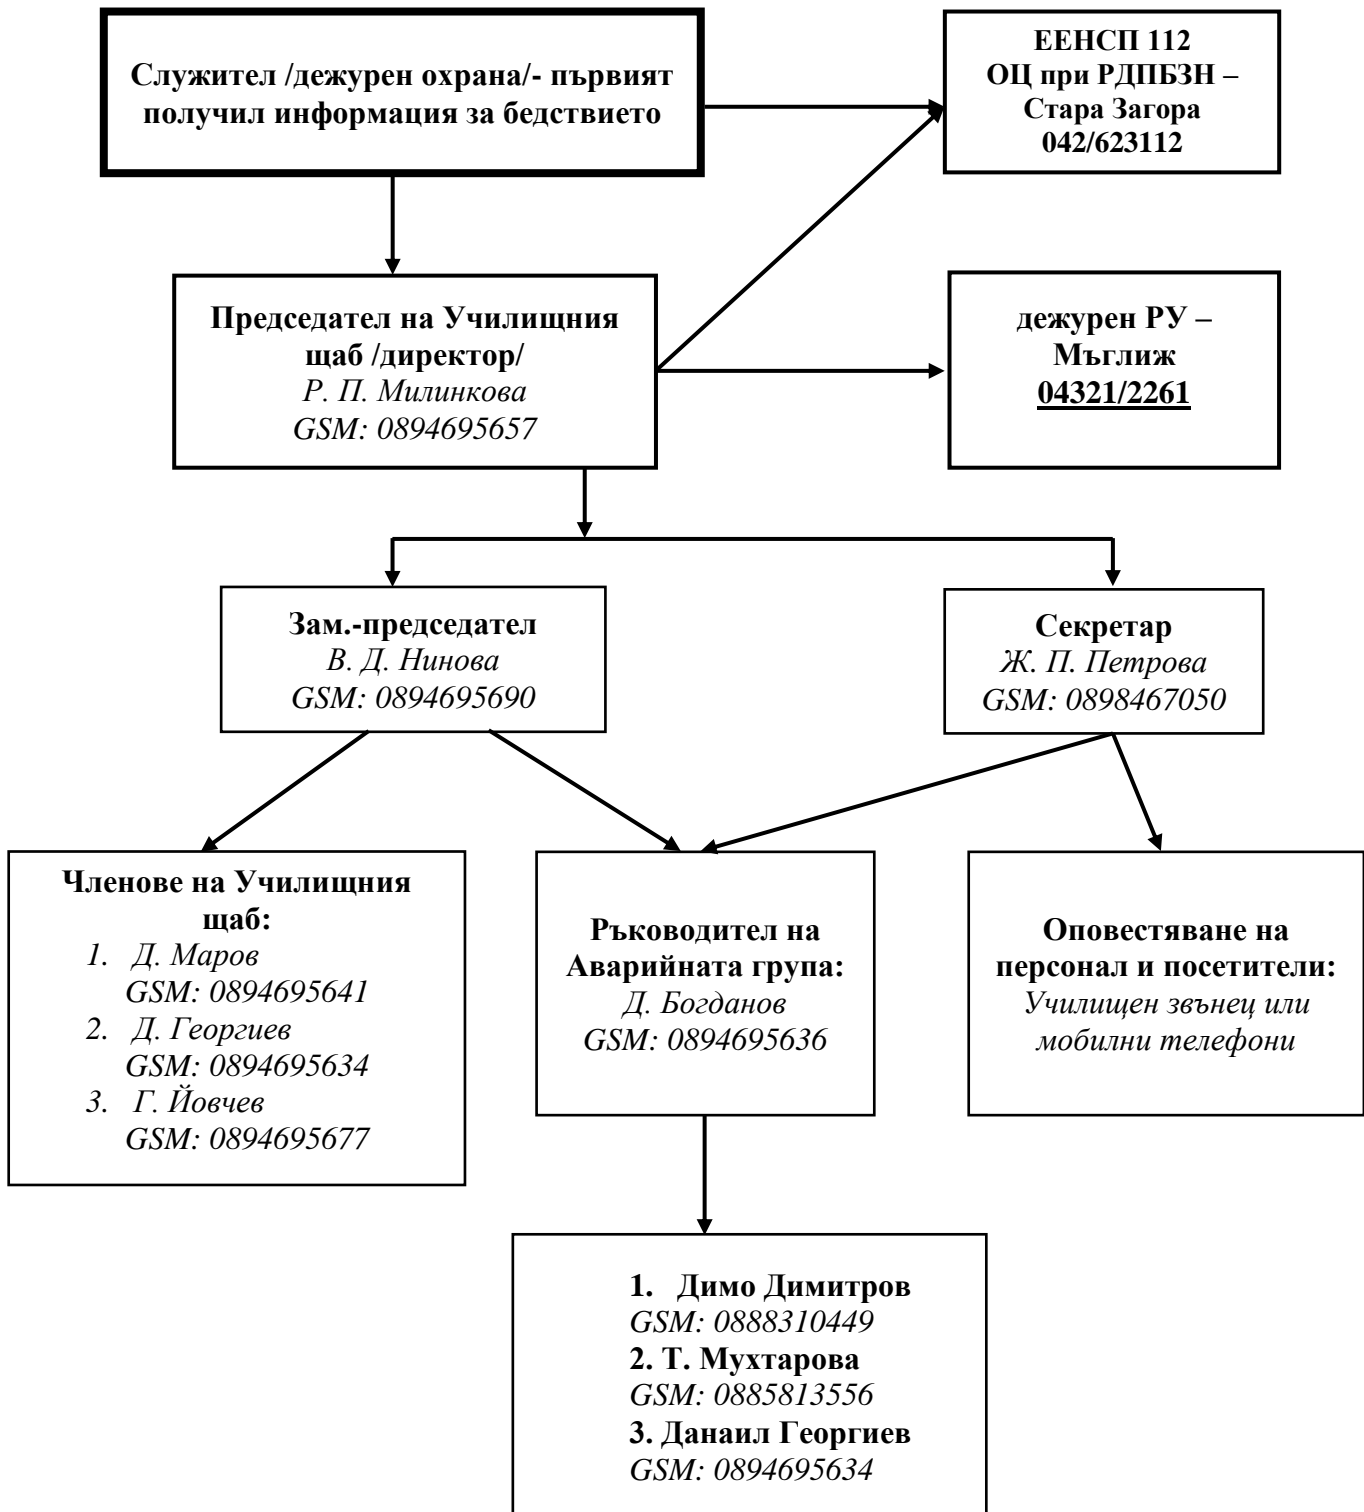 Служител /дежурен охрана/- първият
получил информация за бедствието
ЕЕНСП 112
ОЦ при РДПБЗН –
Стара Загора
042/623112
Председател на Училищния
щаб /директор/
Р. П. Милинкова
GSM: 0894695657
дежурен РУ –
Мъглиж
04321/2261
Зам.-председател
В. Д. Нинова
GSM: 0894695690
Секретар
Ж. П. Петрова
GSM: 0898467050
Членове на Училищния
щаб:
1. Д. Маров
GSM: 0894695641
2. Д. Георгиев
GSM: 0894695634
3. Г. Йовчев
GSM: 0894695677
Ръководител на
Аварийната група:
Д. Богданов
GSM: 0894695636
Оповестяване на
персонал и посетители:
Училищен звънец или
мобилни телефони
1. Димо Димитров
GSM: 0888310449
2. Т. Мухтарова
GSM: 0885813556
3. Данаил Георгиев
GSM: 0894695634